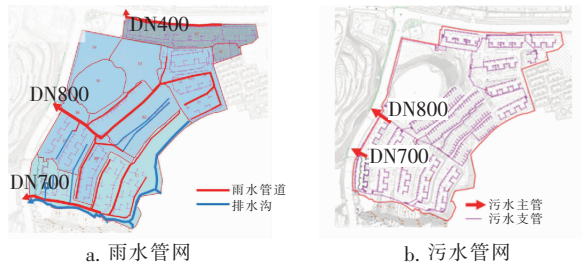 DN400
DN800
DN700
雨水管道
排水沟
a. 雨水管网
DN800
DN700
污水主管
污水支管
b. 污水管网